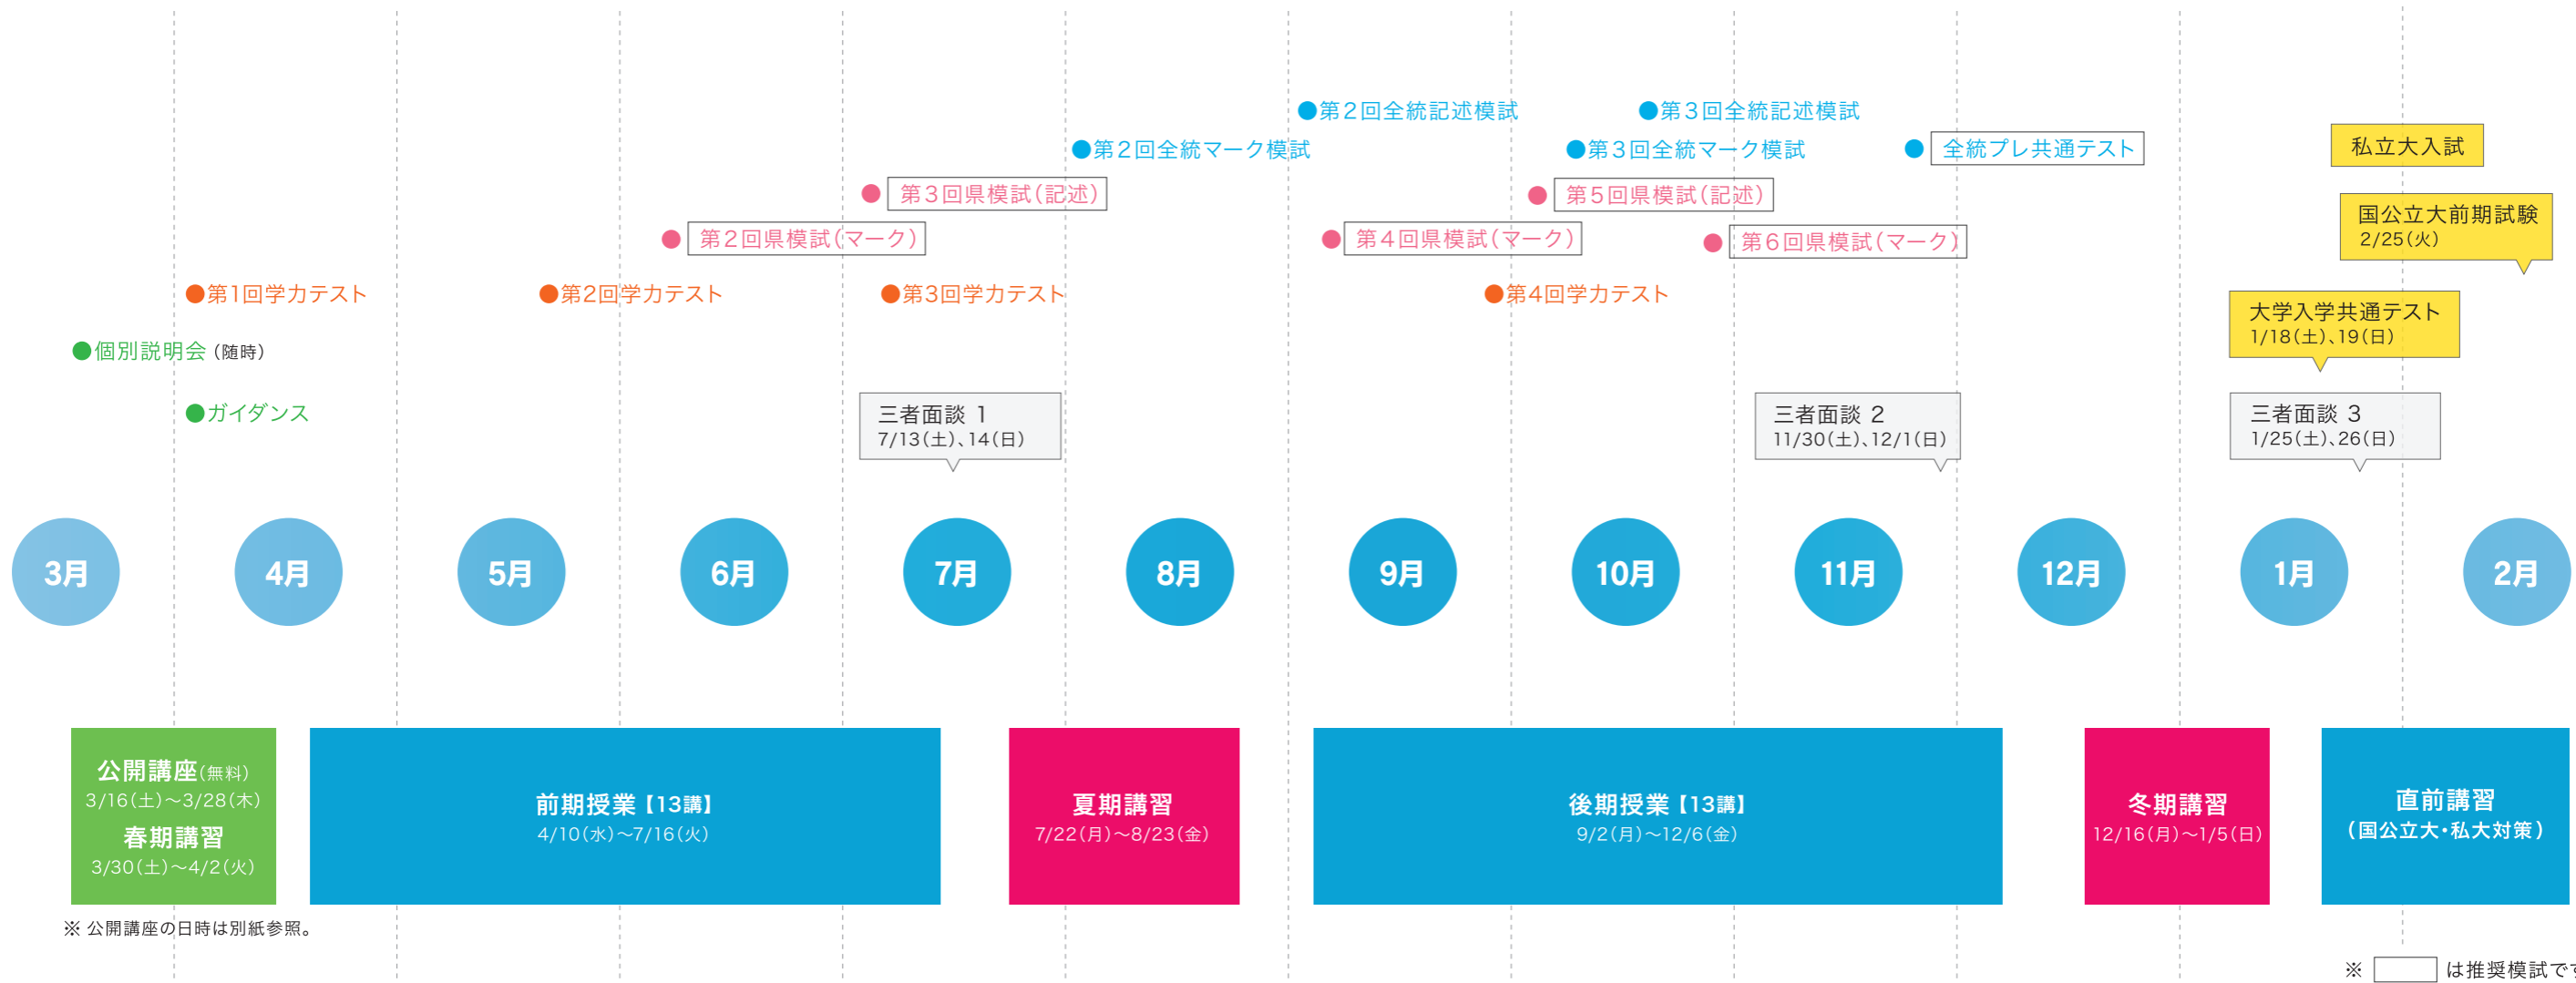 ●第2回全統記述模試
●第3回全統記述模試
●第2回全統マーク模試
●第3回全統マーク模試
●全統プレ共通テスト
私立大入試
●第3回県模試(記述)
●第5回県模試(記述)
国公立大前期試験
2/25(火)
●第2回県模試(マーク)
●第4回県模試(マーク)
●第6回県模試(マーク)
●第1回学力テスト
●第2回学力テスト
●第3回学力テスト
●第4回学力テスト
大学入学共通テスト
1/18(土)、19(日)
●個別説明会(随時)
●ガイダンス
三者面談 1
7/13(土)、14(日)
三者面談 2
11/30(土)、12/1(日)
三者面談 3
1/25(土)、26(日)
3月
4月
5月
6月
7月
8月
9月
10月
11月
12月
1月
2月
公開講座(無料)
3/16(土)〜3/28(木)
春期講習
3/30(土)〜4/2(火)
前期授業【13講】
4/10(水)〜7/16(火)
夏期講習
7/22(月)〜8/23(金)
後期授業【13講】
9/2(月)〜12/6(金)
冬期講習
12/16(月)〜1/5(日)
直前講習
(国公立大・私大対策)
※ 公開講座の日時は別紙参照。
※ は推奨模試です